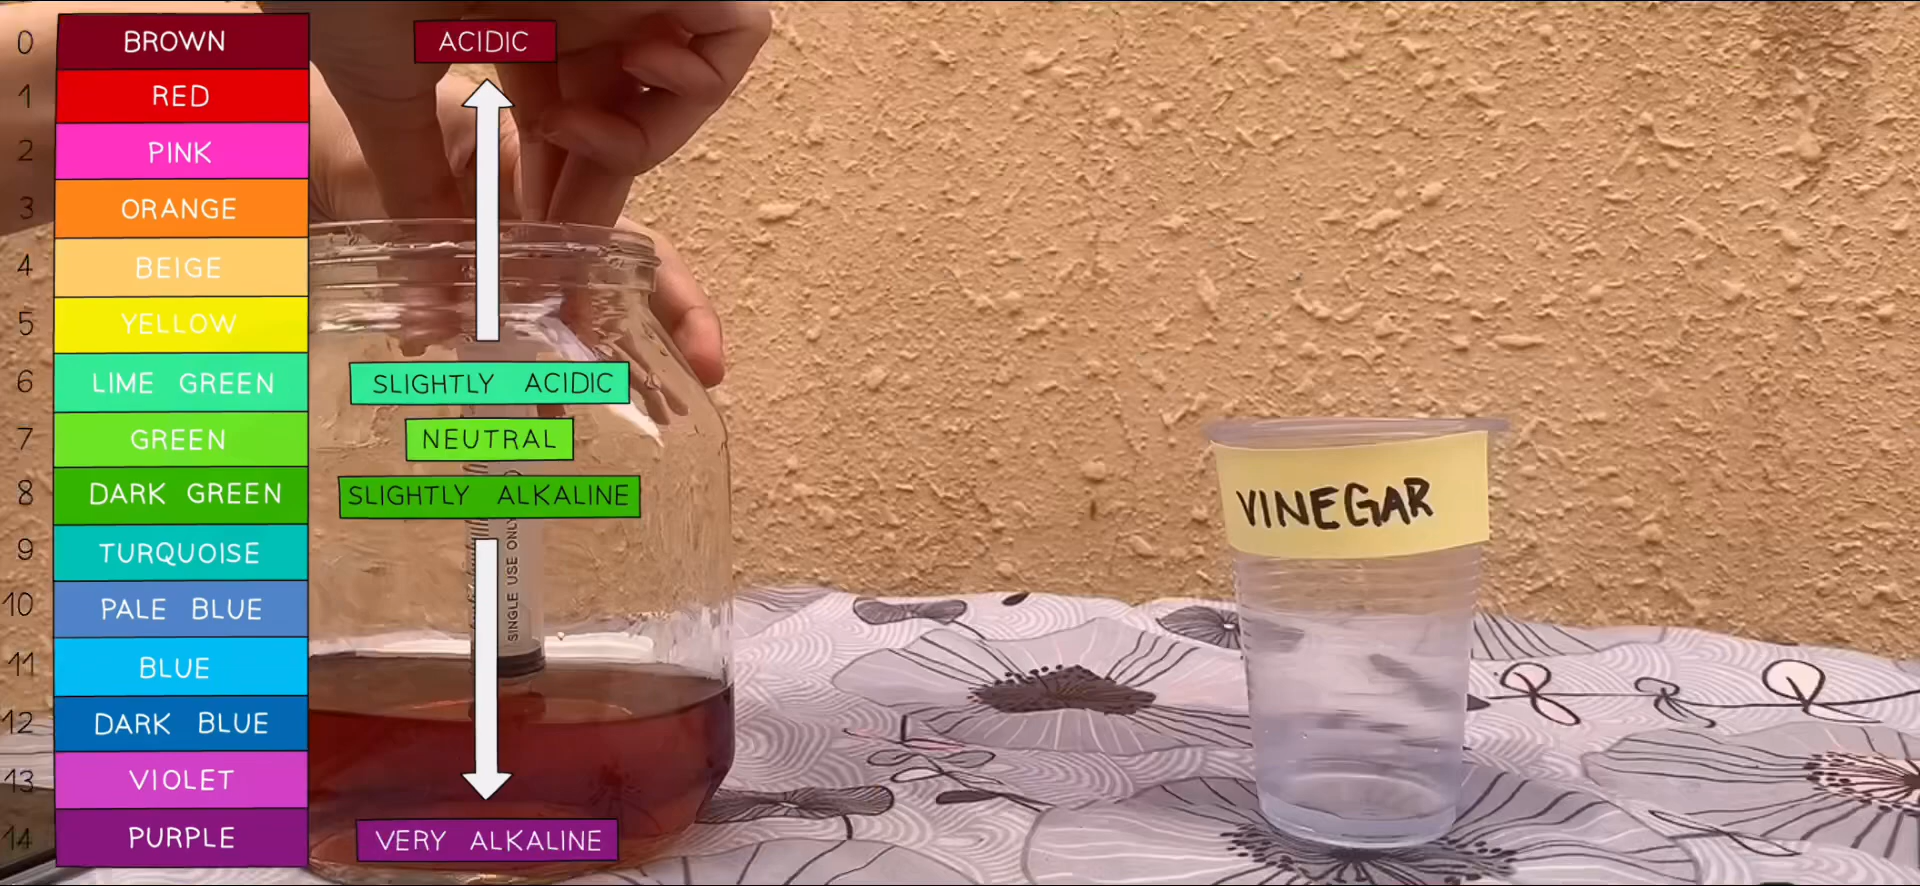 0 BROWN
1 RED
2 PINK
3 ORANGE
4 BEIGE
5 YELLOW
6 LIME GREEN
7 GREEN
8 DARK GREEN
9 TURQUOISE
10 PALE BLUE
11 BLUE
12 DARK BLUE
13 VIOLET
14 PURPLE
ACIDIC
SLIGHTLY ACIDIC
NEUTRAL
SLIGHTLY ALKALINE
VERY ALKALINE
SINGLE USE ONLY
VINEGAR